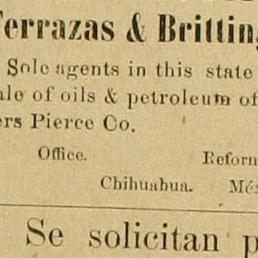 Terrazas & Britting
Sole agents in this state
ale of oils & petroleum of
ers Pierce Co.
Office. Reform
Chihuahua. Méx
Se solicitan p